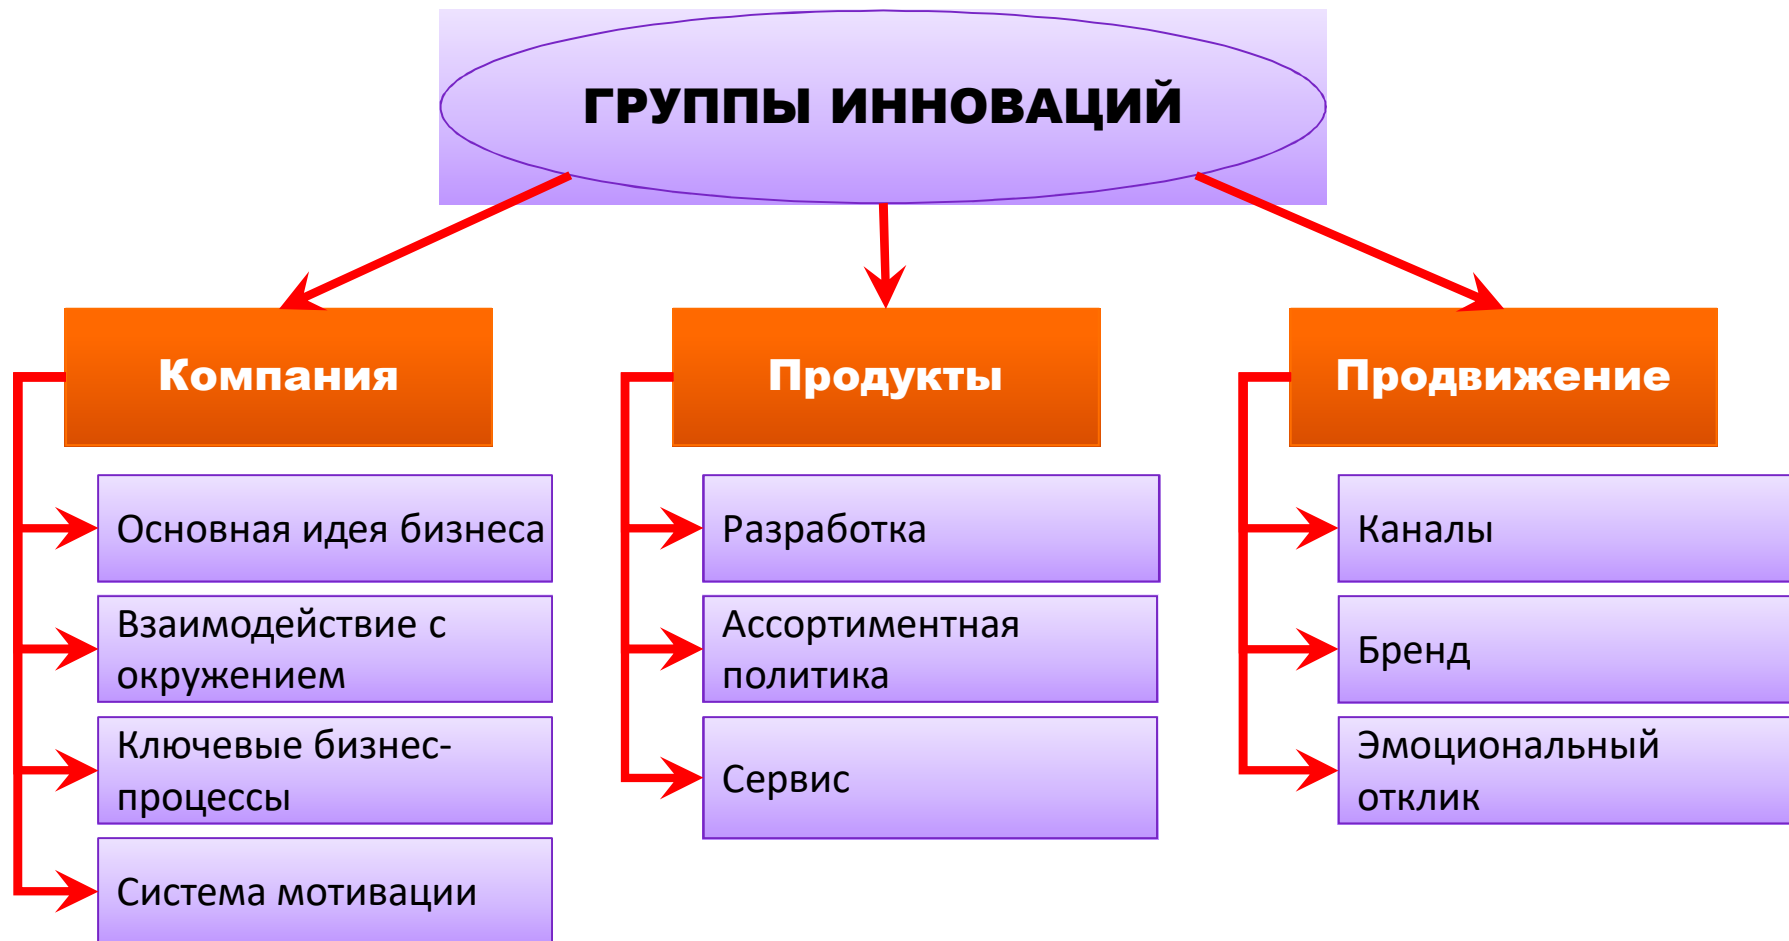 ГРУППЫ ИННОВАЦИЙ
Компания
Основная идея бизнеса
Взаимодействие с
окружением
Ключевые бизнес-
процессы
Система мотивации
Продукты
Разработка
Ассортиментная
политика
Сервис
Продвижение
Каналы
Бренд
Эмоциональный
отклик